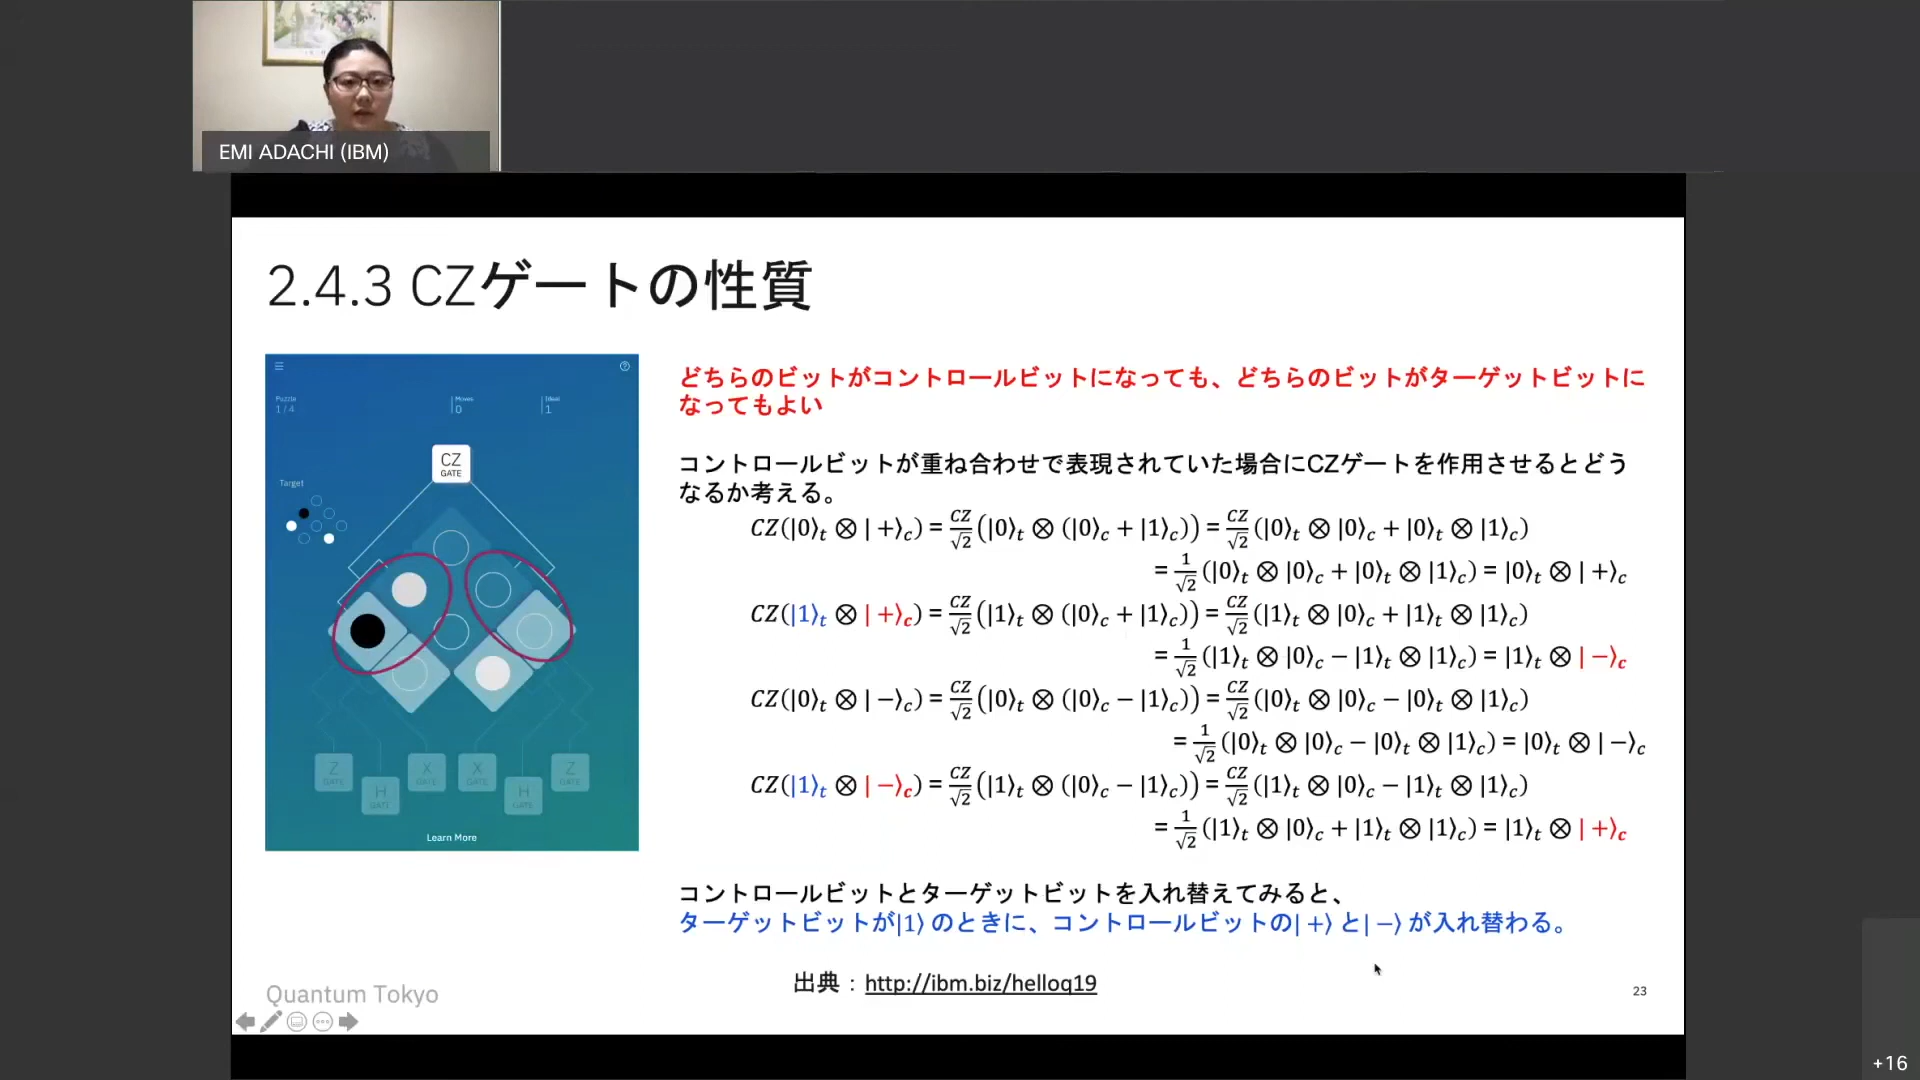 EMI ADACHI (IBM)
2.4.3 CZゲートの性質
Puzzle
1/4
Moves
0
Ideal
1
CZ
GATE
Target
Z
GATE
H
GATE
X
GATE
X
GATE
H
GATE
Z
GATE
Learn More
どちらのビットがコントロールビットになっても、どちらのビットがターゲットビットに
なってもよい
コントロールビットが重ね合わせで表現されていた場合にCZゲートを作用させるとどう
なるか考える。
CZ(|0⟩t ⊗ |+⟩c) = CZ/√2 (|0⟩t ⊗ (|0⟩c + |1⟩c)) = CZ/√2 (|0⟩t ⊗ |0⟩c + |0⟩t ⊗ |1⟩c)
= 1/√2 (|0⟩t ⊗ |0⟩c + |0⟩t ⊗ |1⟩c) = |0⟩t ⊗ |+⟩c
CZ(|1⟩t ⊗ |+⟩c) = CZ/√2 (|1⟩t ⊗ (|0⟩c + |1⟩c)) = CZ/√2 (|1⟩t ⊗ |0⟩c + |1⟩t ⊗ |1⟩c)
= 1/√2 (|1⟩t ⊗ |0⟩c − |1⟩t ⊗ |1⟩c) = |1⟩t ⊗ |−⟩c
CZ(|0⟩t ⊗ |−⟩c) = CZ/√2 (|0⟩t ⊗ (|0⟩c − |1⟩c)) = CZ/√2 (|0⟩t ⊗ |0⟩c − |0⟩t ⊗ |1⟩c)
= 1/√2 (|0⟩t ⊗ |0⟩c − |0⟩t ⊗ |1⟩c) = |0⟩t ⊗ |−⟩c
CZ(|1⟩t ⊗ |−⟩c) = CZ/√2 (|1⟩t ⊗ (|0⟩c − |1⟩c)) = CZ/√2 (|1⟩t ⊗ |0⟩c − |1⟩t ⊗ |1⟩c)
= 1/√2 (|1⟩t ⊗ |0⟩c + |1⟩t ⊗ |1⟩c) = |1⟩t ⊗ |+⟩c
コントロールビットとターゲットビットを入れ替えてみると、
ターゲットビットが|1⟩ のときに、コントロールビットの|+⟩ と|−⟩ が入れ替わる。
出典：http://ibm.biz/helloq19
Quantum Tokyo
23
+16